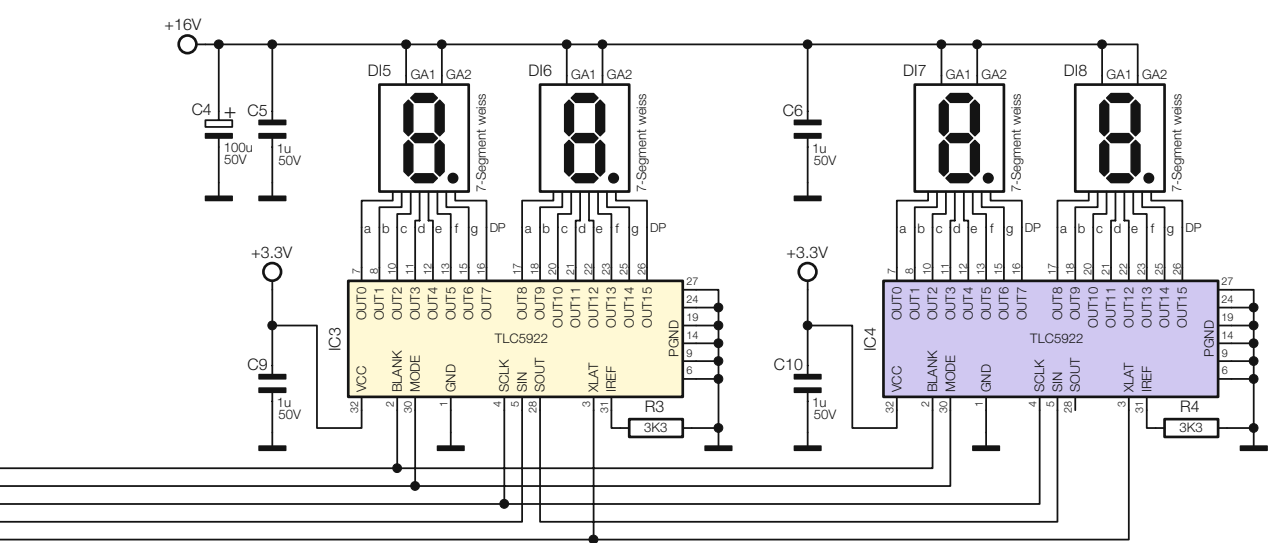 +16V
DI5 GA1 GA2
DI6 GA1 GA2
DI7 GA1 GA2
DI8 GA1 GA2
C4 +
100u
50V
C5
1u
50V
7-Segment weiss
7-Segment weiss
C6
1u
50V
7-Segment weiss
7-Segment weiss
a b c d e f g DP
a b c d e f g DP
a b c d e f g DP
a b c d e f g DP
+3.3V
7 8 10 11 12 13 15 16 17 18 20 21 22 23 25 26
OUT0 OUT1 OUT2 OUT3 OUT4 OUT5 OUT6 OUT7 OUT8 OUT9 OUT10 OUT11 OUT12 OUT13 OUT14 OUT15
27
24
19
14
9
6
PGND
IC3
TLC5922
VCC BLANK MODE GND SCLK SIN SOUT XLAT IREF
32 2 30 1 4 5 28 3 31
C9
1u
50V
R3
3K3
+3.3V
7 8 10 11 12 13 15 16 17 18 20 21 22 23 25 26
OUT0 OUT1 OUT2 OUT3 OUT4 OUT5 OUT6 OUT7 OUT8 OUT9 OUT10 OUT11 OUT12 OUT13 OUT14 OUT15
27
24
19
14
9
6
PGND
IC4
TLC5922
VCC BLANK MODE GND SCLK SIN SOUT XLAT IREF
32 2 30 1 4 5 28 3 31
C10
1u
50V
R4
3K3